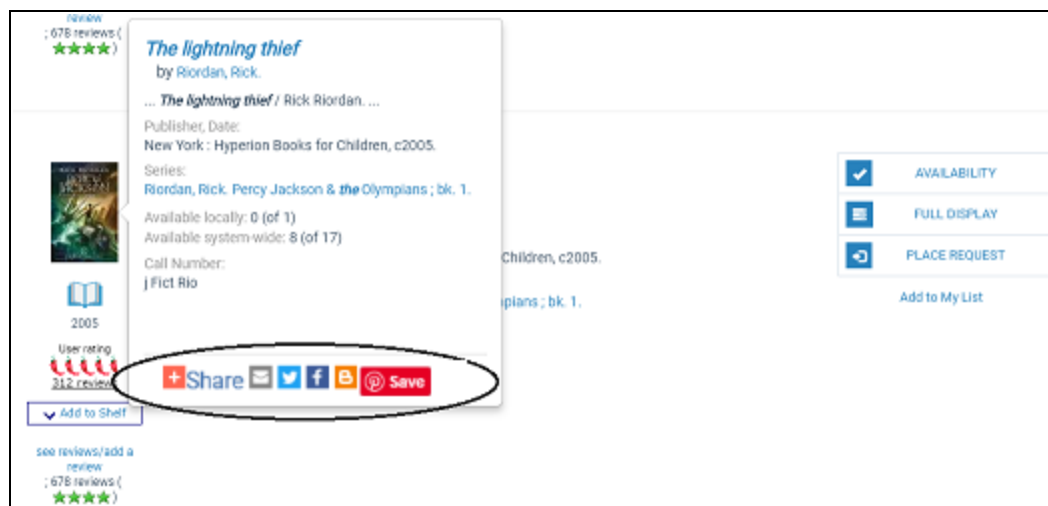 review
; 678 reviews (
)
The lightning thief
by Riordan, Rick.
... The lightning thief / Rick Riordan. ...
Publisher, Date:
New York : Hyperion Books for Children, c2005.
Series:
Riordan, Rick. Percy Jackson & the Olympians ; bk. 1.
Available locally: 0 (of 1)
Available system-wide: 8 (of 17)
Call Number:
j Fict Rio
Share
Save
2005
User rating
312 review
Add to Shelf
see reviews/add a
review
; 678 reviews (
)
Children, c2005.
pians ; bk. 1.
AVAILABILITY
FULL DISPLAY
PLACE REQUEST
Add to My List